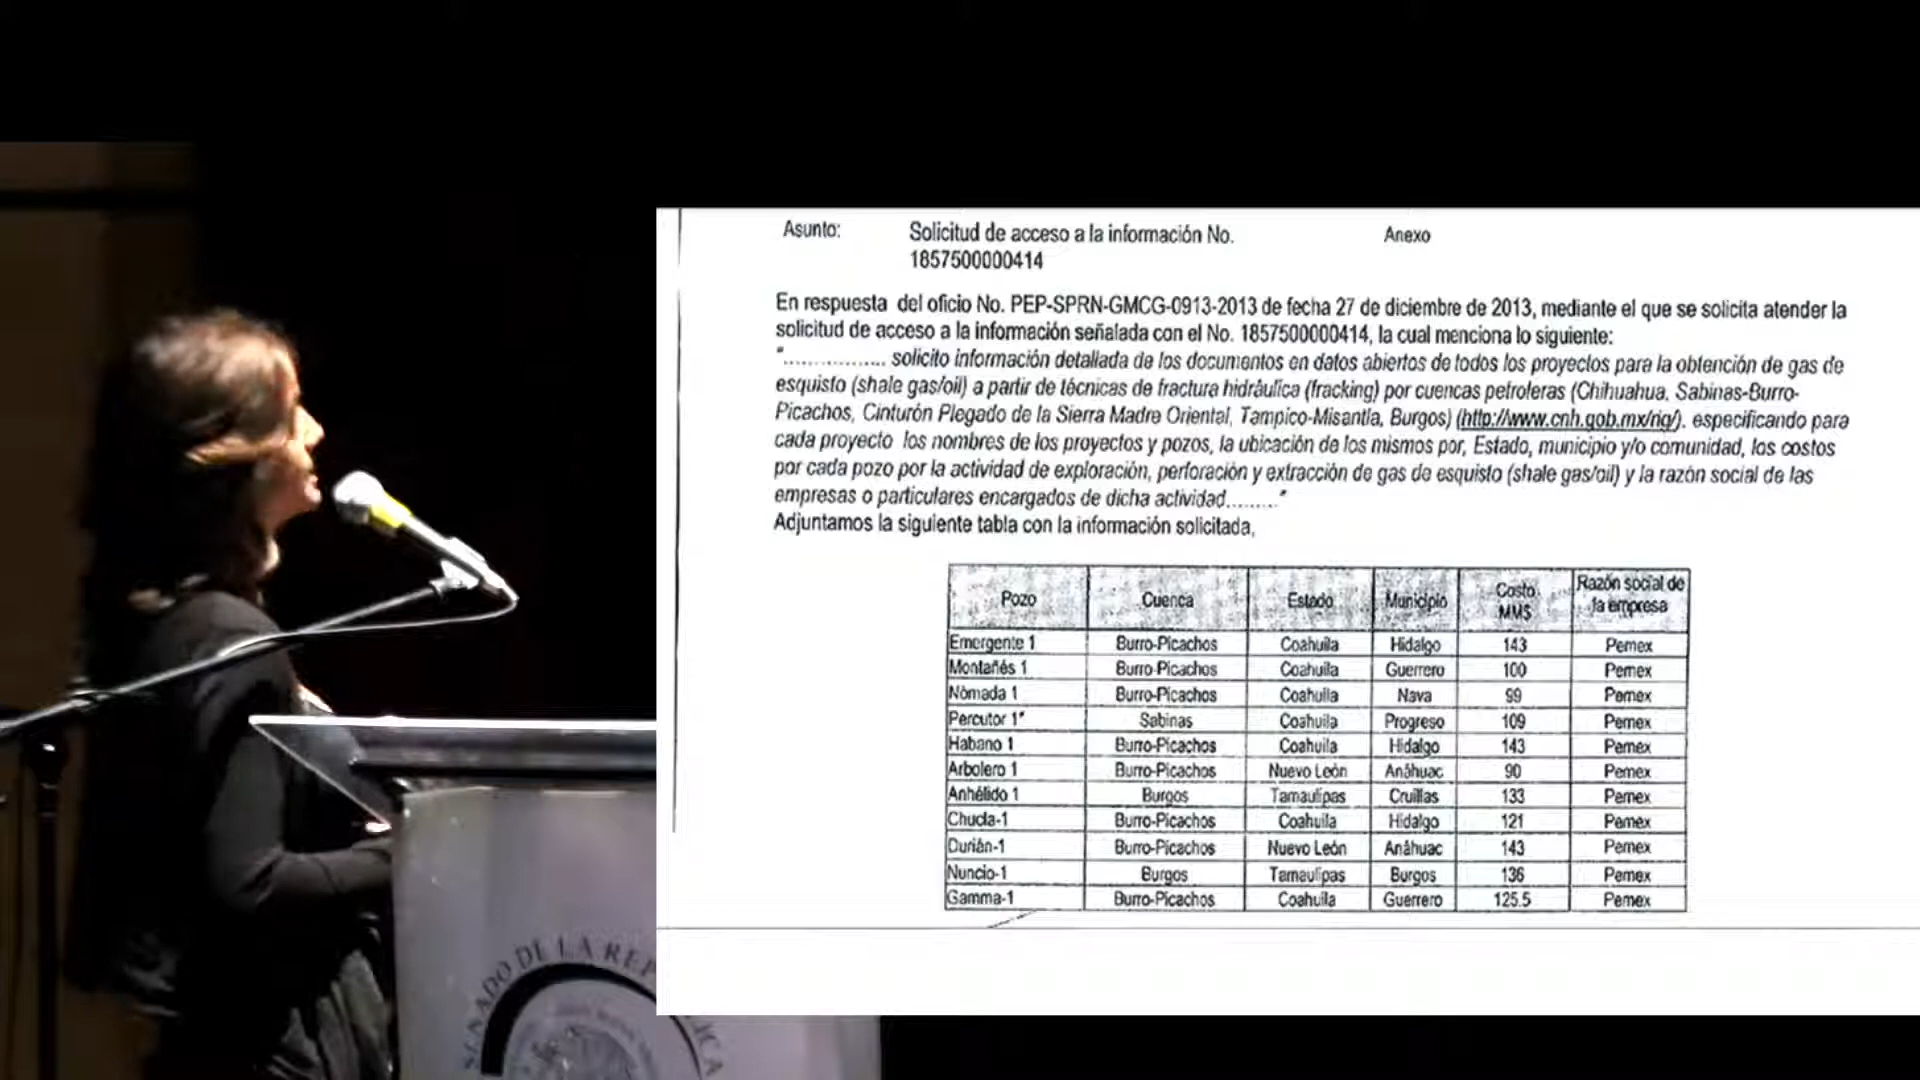 Asunto: Solicitud de acceso a la información No. Anexo
1857500000414
En respuesta del oficio No. PEP-SPRN-GMCG-0913-2013 de fecha 27 de diciembre de 2013, mediante el que se solicita atender la
solicitud de acceso a la información señalada con el No. 1857500000414, la cual menciona lo siguiente:
"................ solicito información detallada de los documentos en datos abiertos de todos los proyectos para la obtención de gas de
esquisto (shale gas/oil) a partir de técnicas de fractura hidráulica (fracking) por cuencas petroleras (Chihuahua, Sabinas-Burro-
Picachos, Cinturón Plegado de la Sierra Madre Oriental, Tampico-Misantla, Burgos) (http://www.cnh.gob.mx/rig/). especificando para
cada proyecto los nombres de los proyectos y pozos, la ubicación de los mismos por, Estado, municipio y/o comunidad, los costos
por cada pozo por la actividad de exploración, perforación y extracción de gas de esquisto (shale gas/oil) y la razón social de las
empresas o particulares encargados de dicha actividad........"
Adjuntamos la siguiente tabla con la información solicitada,
Pozo Cuenca Estado Municipio Costo MM$ Razón social de la empresa
Emergente 1 Burro-Picachos Coahuila Hidalgo 143 Pemex
Montañés 1 Burro-Picachos Coahuila Guerrero 100 Pemex
Nómada 1 Burro-Picachos Coahuila Nava 99 Pemex
Percutor 1* Sabinas Coahuila Progreso 109 Pemex
Habano 1 Burro-Picachos Coahuila Hidalgo 143 Pemex
Arbolero 1 Burro-Picachos Nuevo León Anáhuac 90 Pemex
Anhélido 1 Burgos Tamaulipas Cruillas 133 Pemex
Chucla-1 Burro-Picachos Coahuila Hidalgo 121 Pemex
Durián-1 Burro-Picachos Nuevo León Anáhuac 143 Pemex
Nuncio-1 Burgos Tamaulipas Burgos 136 Pemex
Gamma-1 Burro-Picachos Coahuila Guerrero 125.5 Pemex
SENADO DE LA REP
ICA